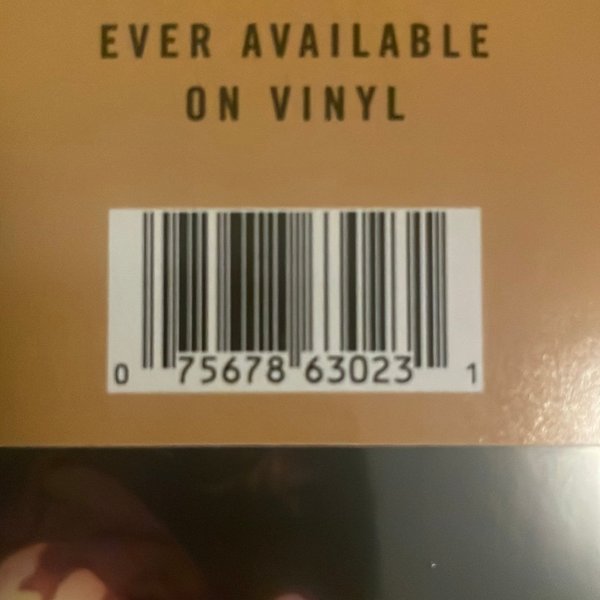 EVER AVAILABLE
ON VINYL
0 75678 63023 1